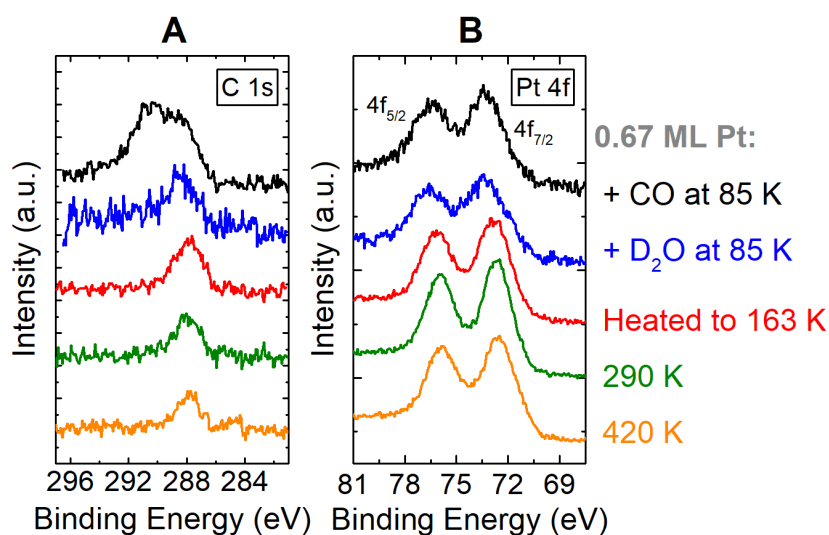 A
B
C 1s
Pt 4f
4f5/2
4f7/2
0.67 ML Pt:
+ CO at 85 K
+ D2O at 85 K
Heated to 163 K
290 K
420 K
Intensity (a.u.)
Intensity (a.u.)
296 292 288 284
81 78 75 72 69
Binding Energy (eV)
Binding Energy (eV)